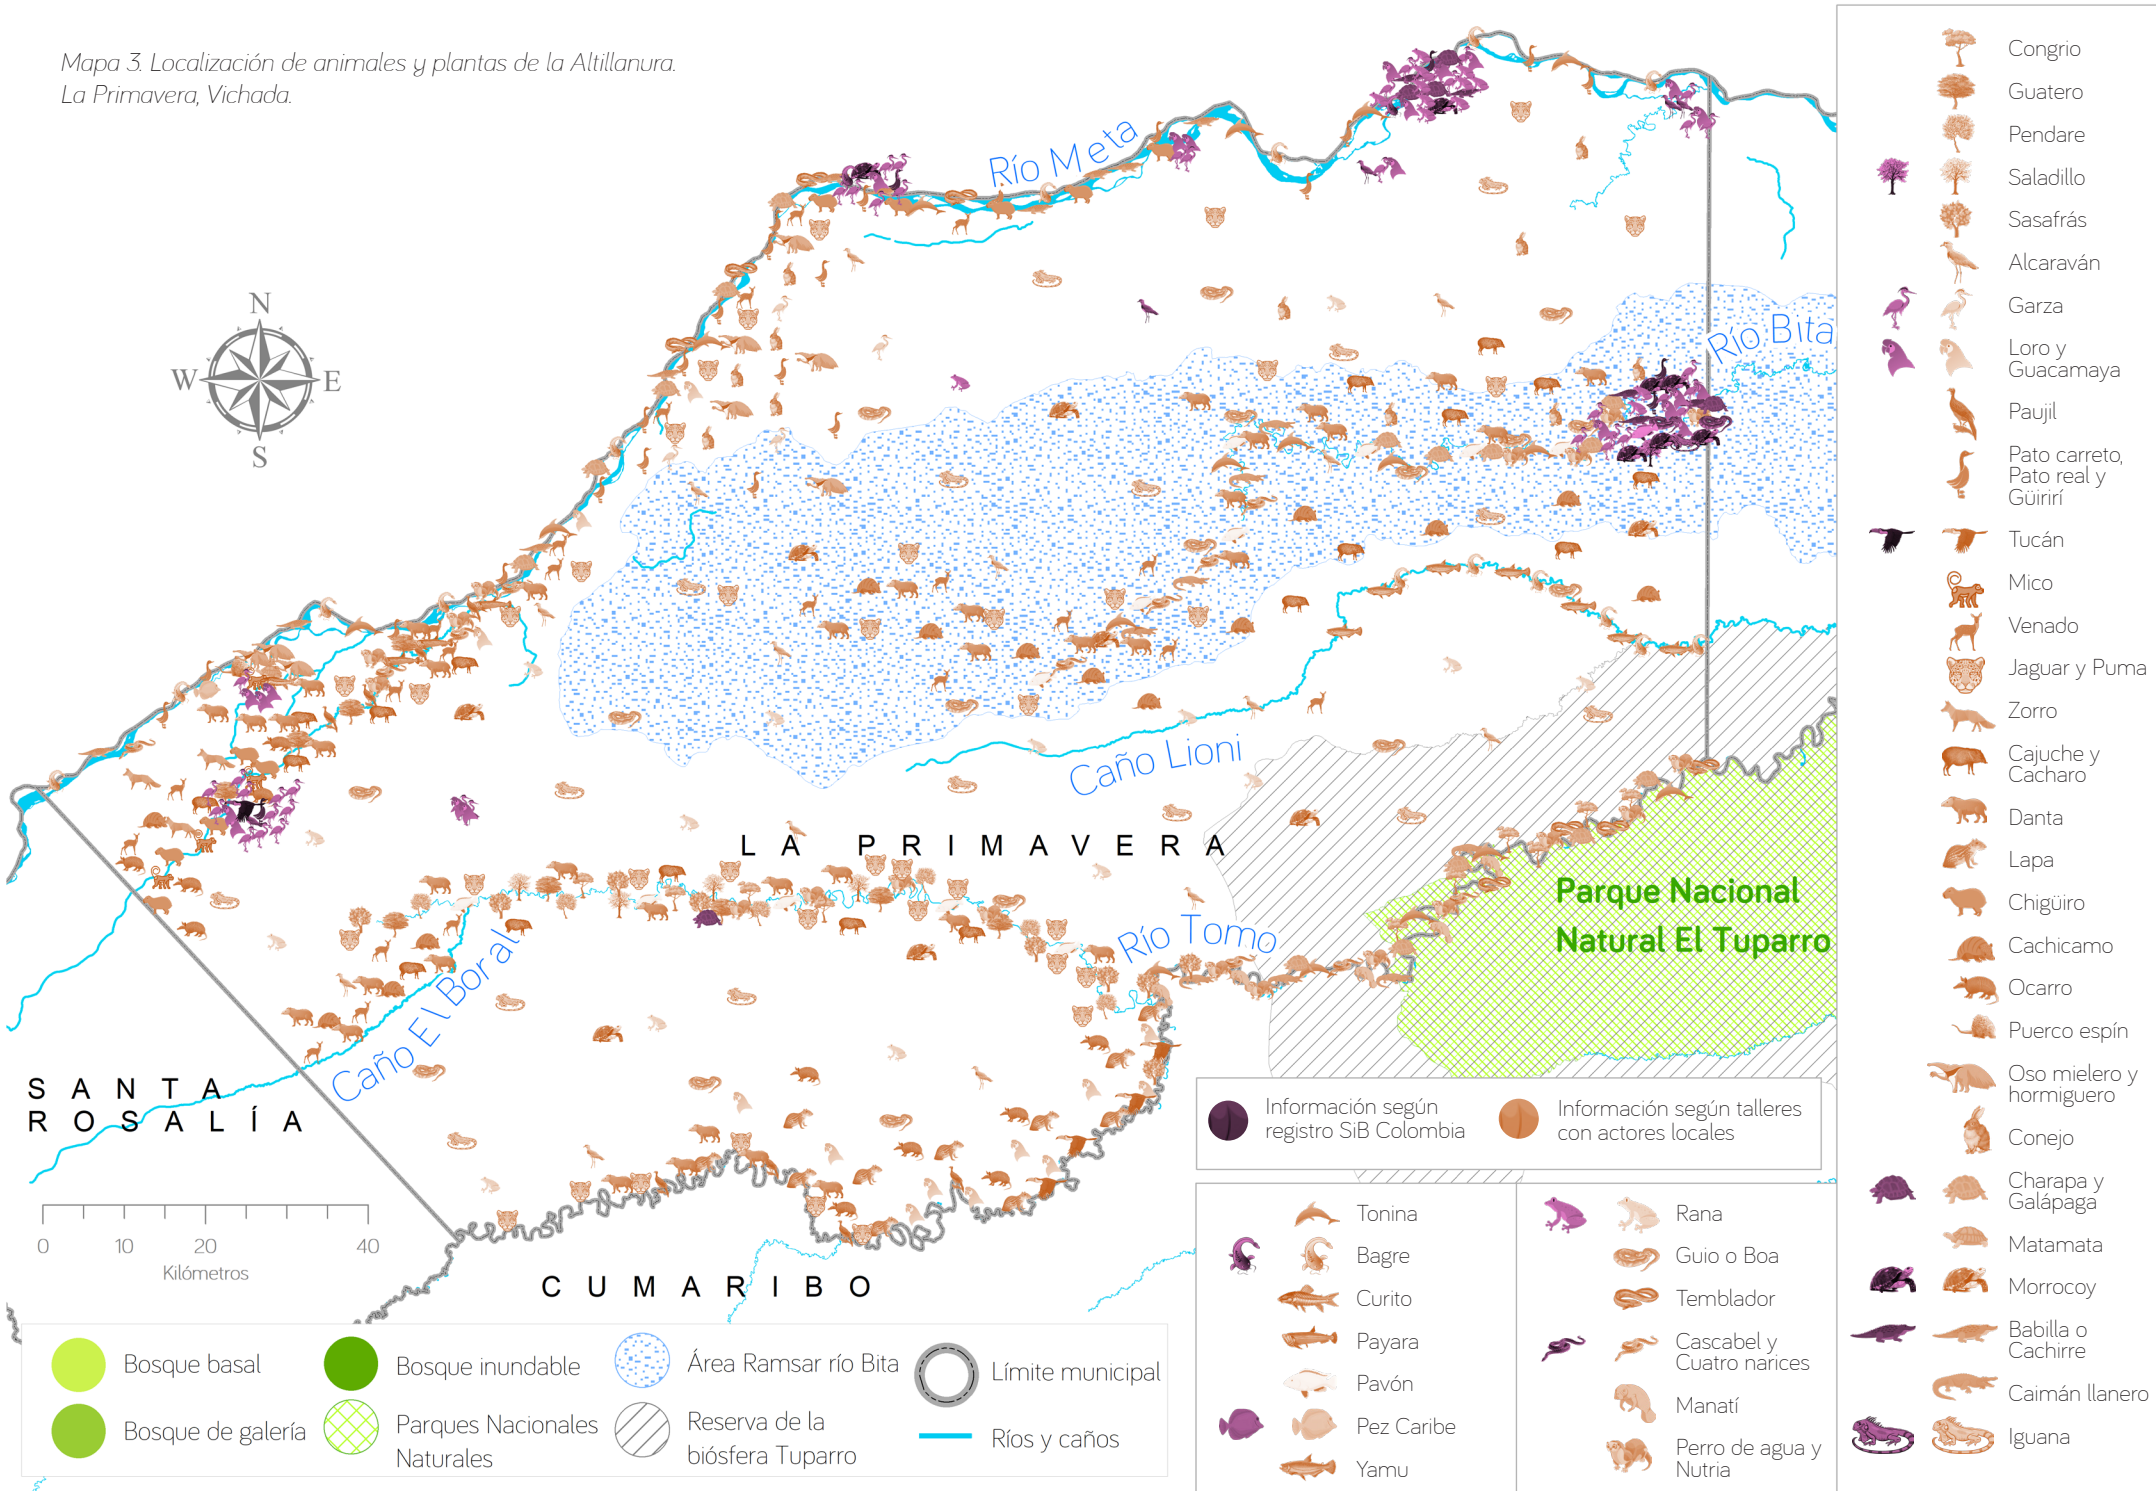 Mapa 3. Localización de animales y plantas de la Altillanura.
La Primavera, Vichada.
N
W
E
S
Río Meta
Río Bita
Caño Lioni
LA PRIMAVERA
Río Tomo
Parque Nacional
Natural El Tuparro
Caño El Boral
SANTA
ROSALÍA
CUMARIBO
0 10 20 40
Kilómetros
Información según
registro SiB Colombia
Información según talleres
con actores locales
Bosque basal
Bosque de galería
Bosque inundable
Parques Nacionales
Naturales
Área Ramsar río Bita
Reserva de la
biósfera Tuparro
Límite municipal
Ríos y caños
Tonina
Bagre
Curito
Payara
Pavón
Pez Caribe
Yamu
Rana
Guio o Boa
Temblador
Cascabel y
Cuatro narices
Manatí
Perro de agua y
Nutria
Congrio
Guatero
Pendare
Saladillo
Sasafrás
Alcaraván
Garza
Loro y
Guacamaya
Paujil
Pato carreto,
Pato real y
Güirirí
Tucán
Mico
Venado
Jaguar y Puma
Zorro
Cajuche y
Cacharo
Danta
Lapa
Chigüiro
Cachicamo
Ocarro
Puerco espín
Oso mielero y
hormiguero
Conejo
Charapa y
Galápaga
Matamata
Morrocoy
Babilla o
Cachirre
Caimán llanero
Iguana